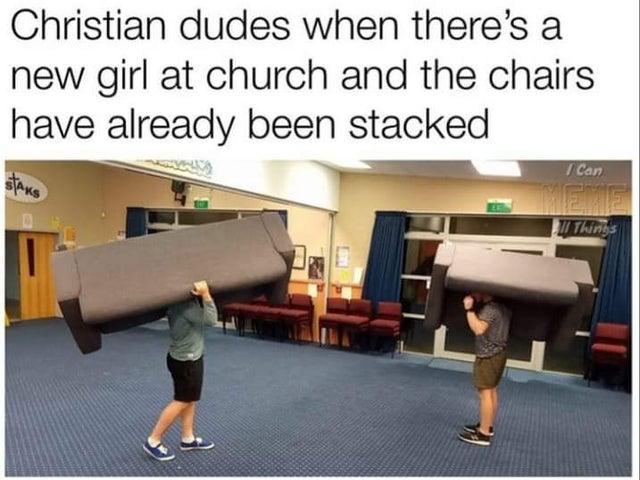 Christian dudes when there's a
new girl at church and the chairs
have already been stacked
I Can
MEME
All Things
STAKS